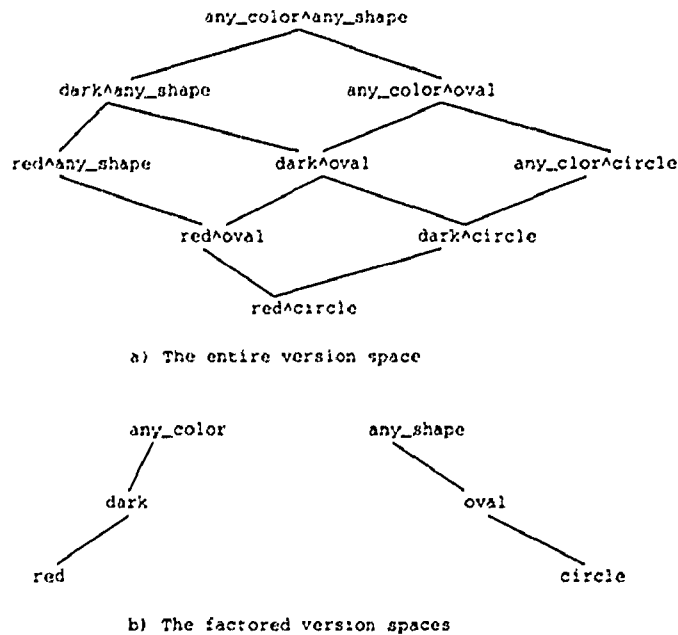 any_color^any_shape
dark^any_shape any_color^oval
red^any_shape dark^oval any_clor^circle
red^oval dark^circle
red^circle
a) The entire version space
any_color any_shape
dark oval
red circle
b) The factored version spaces